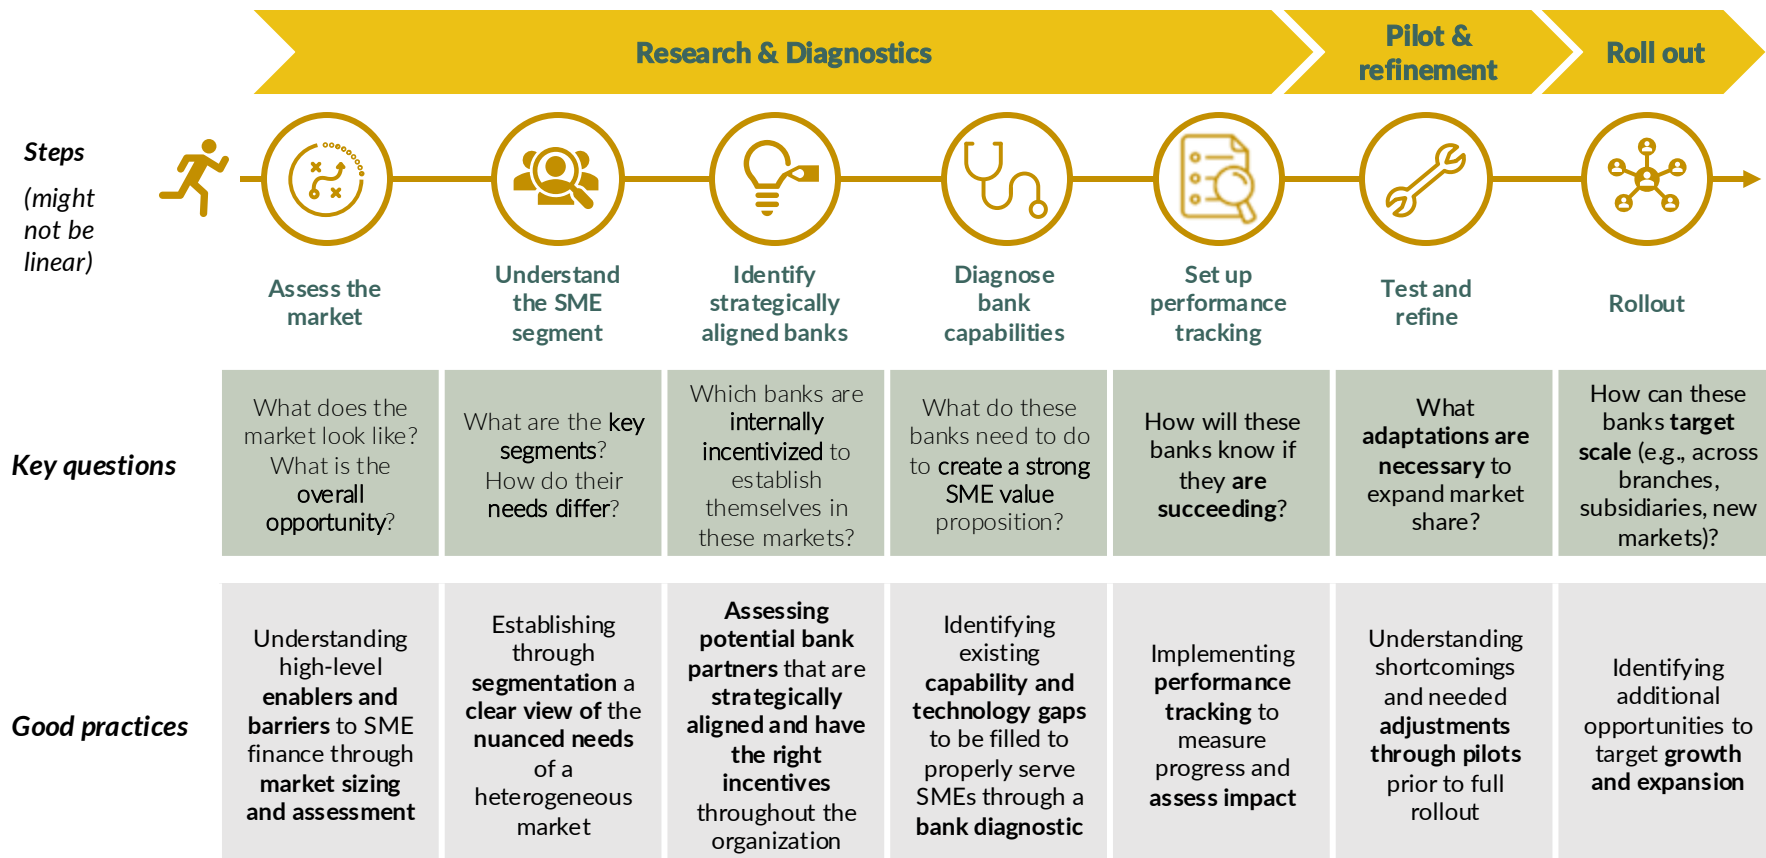 Research & Diagnostics
Pilot &
refinement
Roll out
Steps
(might
not be
linear)
Assess the
market
Understand
the SME
segment
Identify
strategically
aligned banks
Diagnose
bank
capabilities
Set up
performance
tracking
Test and
refine
Rollout
Key questions
What does the
market look like?
What is the
overall
opportunity?
What are the key
segments?
How do their
needs differ?
Which banks are
internally
incentivized to
establish
themselves in
these markets?
What do these
banks need to do
to create a strong
SME value
proposition?
How will these
banks know if
they are
succeeding?
What
adaptations are
necessary to
expand market
share?
How can these
banks target
scale (e.g., across
branches,
subsidiaries, new
markets)?
Good practices
Understanding
high-level
enablers and
barriers to SME
finance through
market sizing
and assessment
Establishing
through
segmentation a
clear view of the
nuanced needs
of a
heterogeneous
market
Assessing
potential bank
partners that are
strategically
aligned and have
the right
incentives
throughout the
organization
Identifying
existing
capability and
technology gaps
to be filled to
properly serve
SMEs through a
bank diagnostic
Implementing
performance
tracking to
measure
progress and
assess impact
Understanding
shortcomings
and needed
adjustments
through pilots
prior to full
rollout
Identifying
additional
opportunities to
target growth
and expansion